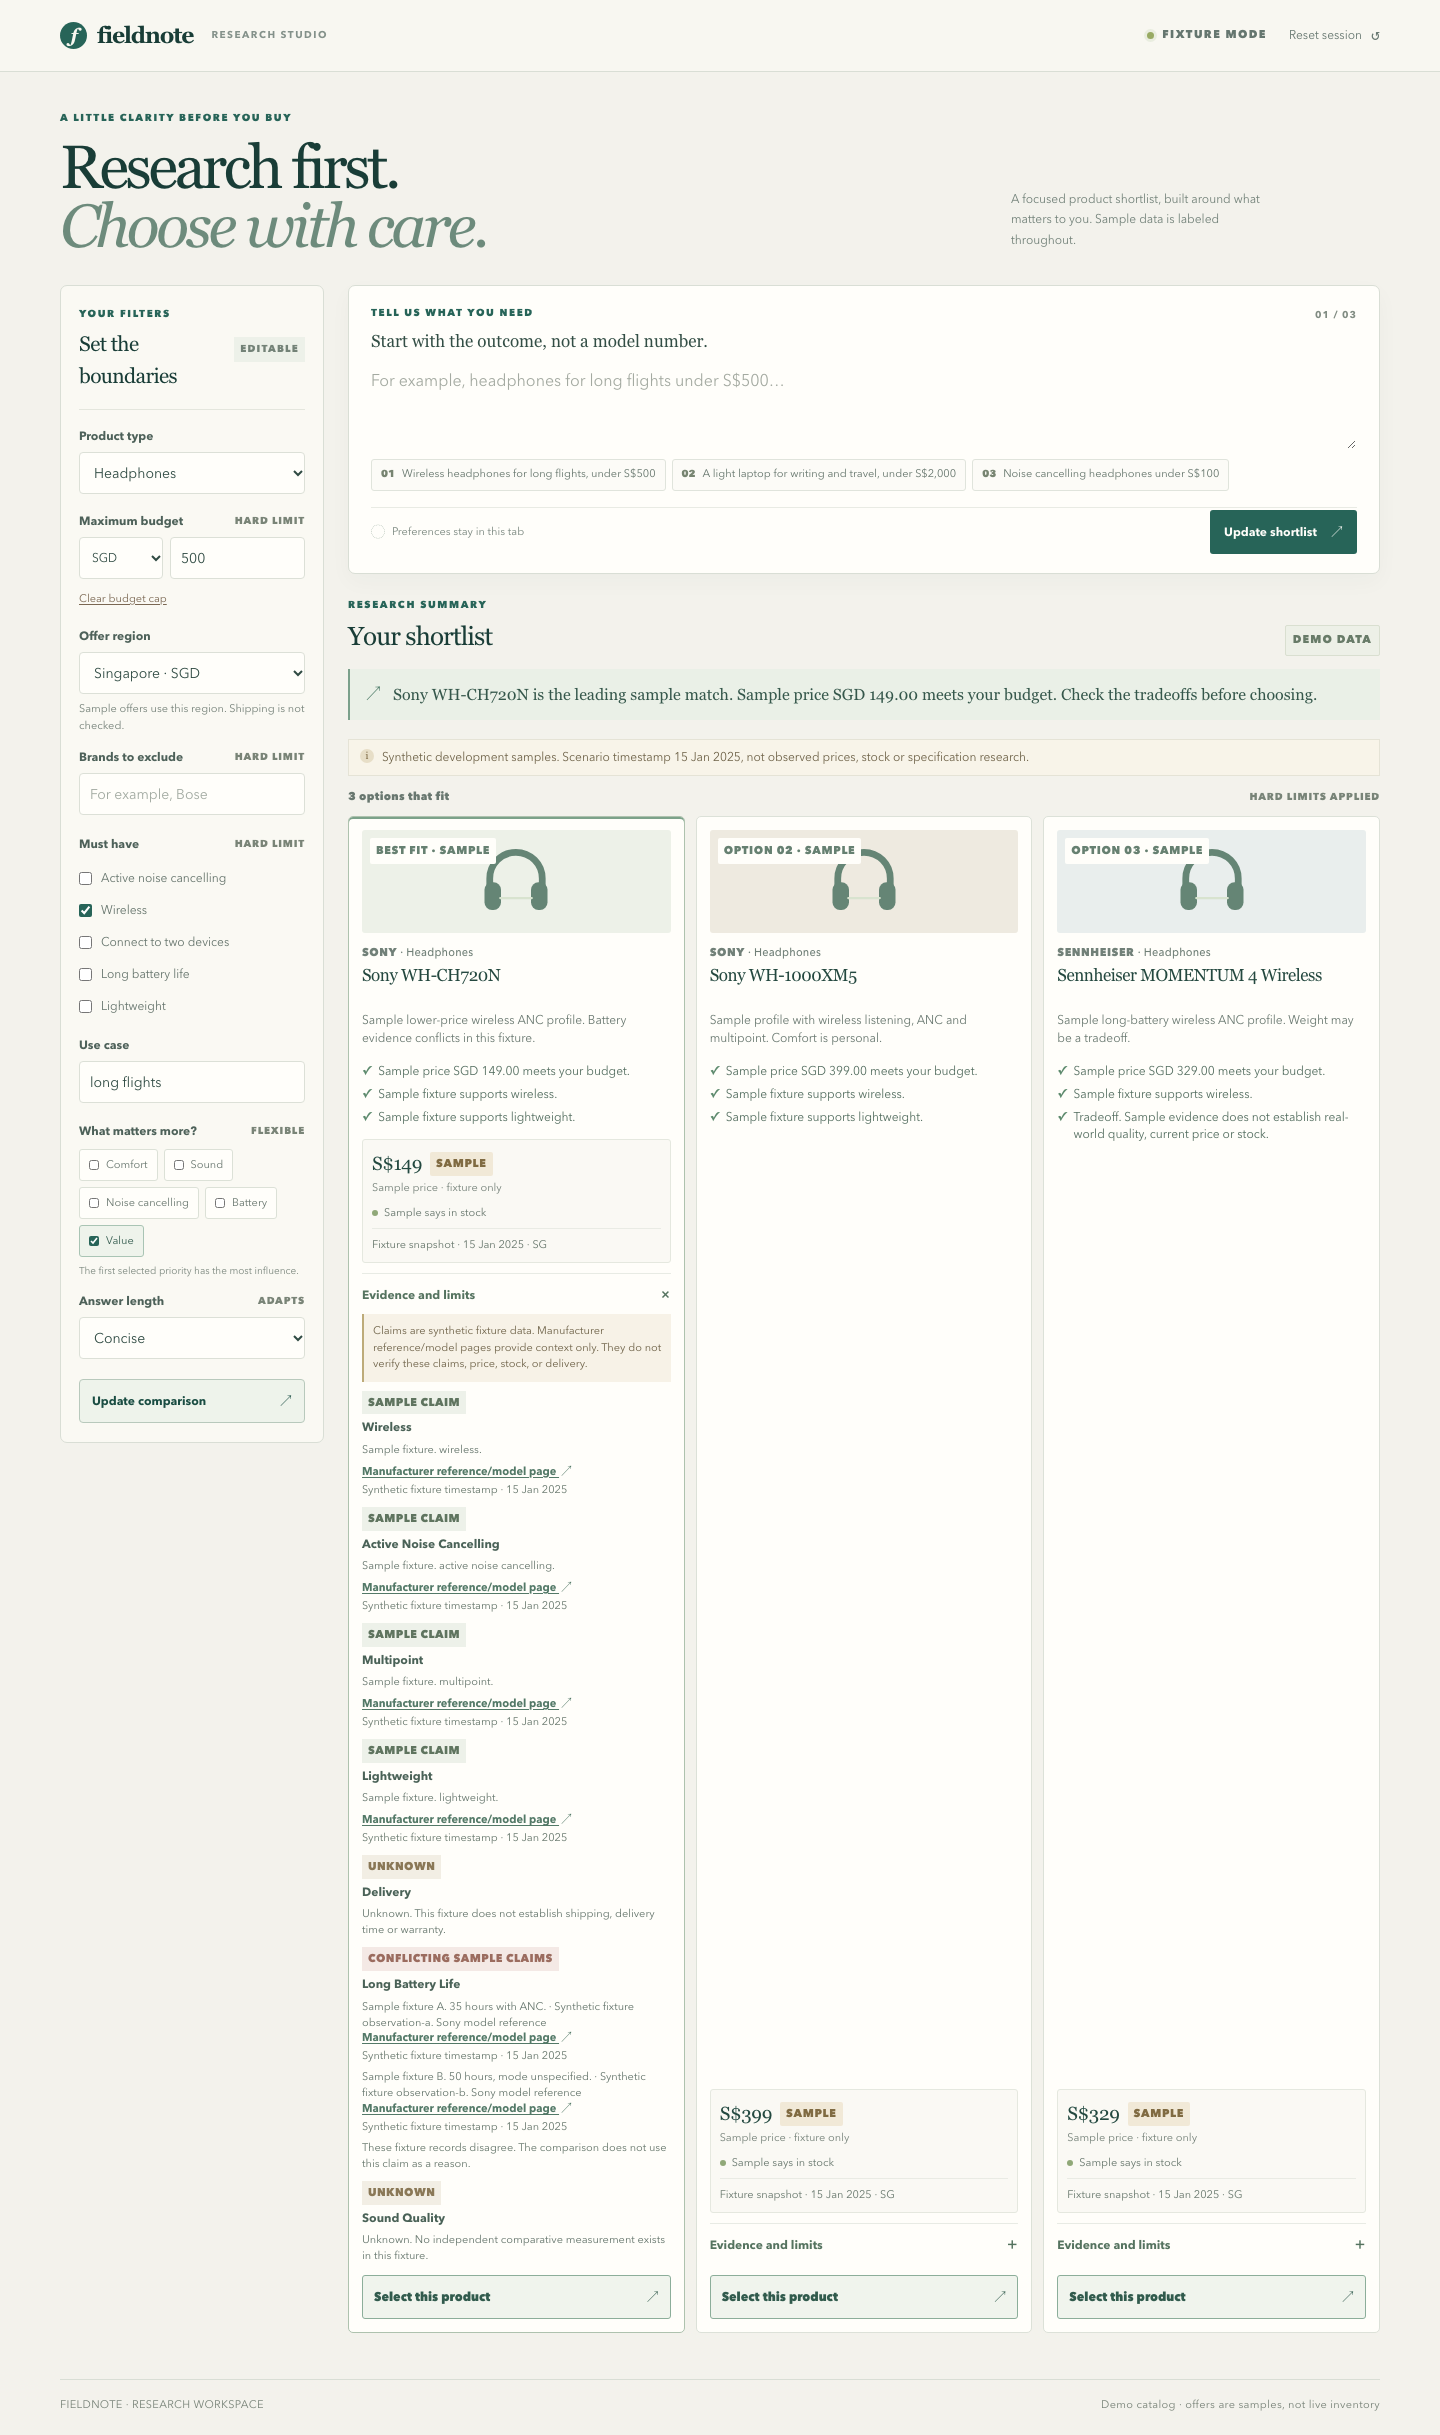 f fieldnote RESEARCH STUDIO
FIXTURE MODE Reset session ↺
A LITTLE CLARITY BEFORE YOU BUY
Research first.
Choose with care.
A focused product shortlist, built around what
matters to you. Sample data is labeled
throughout.
YOUR FILTERS
Set the
boundaries
EDITABLE
Product type
Headphones
Maximum budget HARD LIMIT
SGD 500
Clear budget cap
Offer region
Singapore · SGD
Sample offers use this region. Shipping is not
checked.
Brands to exclude HARD LIMIT
For example, Bose
Must have HARD LIMIT
Active noise cancelling
Wireless
Connect to two devices
Long battery life
Lightweight
Use case
long flights
What matters more? FLEXIBLE
Comfort Sound
Noise cancelling Battery
Value
The first selected priority has the most influence.
Answer length ADAPTS
Concise
Update comparison ↗
TELL US WHAT YOU NEED 01 / 03
Start with the outcome, not a model number.
For example, headphones for long flights under S$500…
01 Wireless headphones for long flights, under S$500
02 A light laptop for writing and travel, under S$2,000
03 Noise cancelling headphones under S$100
Preferences stay in this tab
Update shortlist ↗
RESEARCH SUMMARY
Your shortlist DEMO DATA
↗ Sony WH-CH720N is the leading sample match. Sample price SGD 149.00 meets your budget. Check the tradeoffs before choosing.
i Synthetic development samples. Scenario timestamp 15 Jan 2025, not observed prices, stock or specification research.
3 options that fit HARD LIMITS APPLIED
BEST FIT · SAMPLE
SONY · Headphones
Sony WH-CH720N
Sample lower-price wireless ANC profile. Battery
evidence conflicts in this fixture.
✓ Sample price SGD 149.00 meets your budget.
✓ Sample fixture supports wireless.
✓ Sample fixture supports lightweight.
S$149 SAMPLE
Sample price · fixture only
Sample says in stock
Fixture snapshot · 15 Jan 2025 · SG
Evidence and limits ×
Claims are synthetic fixture data. Manufacturer
reference/model pages provide context only. They do not
verify these claims, price, stock, or delivery.
SAMPLE CLAIM
Wireless
Sample fixture. wireless.
Manufacturer reference/model page ↗
Synthetic fixture timestamp · 15 Jan 2025
SAMPLE CLAIM
Active Noise Cancelling
Sample fixture. active noise cancelling.
Manufacturer reference/model page ↗
Synthetic fixture timestamp · 15 Jan 2025
SAMPLE CLAIM
Multipoint
Sample fixture. multipoint.
Manufacturer reference/model page ↗
Synthetic fixture timestamp · 15 Jan 2025
SAMPLE CLAIM
Lightweight
Sample fixture. lightweight.
Manufacturer reference/model page ↗
Synthetic fixture timestamp · 15 Jan 2025
UNKNOWN
Delivery
Unknown. This fixture does not establish shipping, delivery
time or warranty.
CONFLICTING SAMPLE CLAIMS
Long Battery Life
Sample fixture A. 35 hours with ANC. · Synthetic fixture
observation-a. Sony model reference
Manufacturer reference/model page ↗
Synthetic fixture timestamp · 15 Jan 2025
Sample fixture B. 50 hours, mode unspecified. · Synthetic
fixture observation-b. Sony model reference
Manufacturer reference/model page ↗
Synthetic fixture timestamp · 15 Jan 2025
These fixture records disagree. The comparison does not use
this claim as a reason.
UNKNOWN
Sound Quality
Unknown. No independent comparative measurement exists
in this fixture.
Select this product ↗
OPTION 02 · SAMPLE
SONY · Headphones
Sony WH-1000XM5
Sample profile with wireless listening, ANC and
multipoint. Comfort is personal.
✓ Sample price SGD 399.00 meets your budget.
✓ Sample fixture supports wireless.
✓ Sample fixture supports lightweight.
S$399 SAMPLE
Sample price · fixture only
Sample says in stock
Fixture snapshot · 15 Jan 2025 · SG
Evidence and limits +
Select this product ↗
OPTION 03 · SAMPLE
SENNHEISER · Headphones
Sennheiser MOMENTUM 4 Wireless
Sample long-battery wireless ANC profile. Weight may
be a tradeoff.
✓ Sample price SGD 329.00 meets your budget.
✓ Sample fixture supports wireless.
✓ Tradeoff. Sample evidence does not establish real-
world quality, current price or stock.
S$329 SAMPLE
Sample price · fixture only
Sample says in stock
Fixture snapshot · 15 Jan 2025 · SG
Evidence and limits +
Select this product ↗
FIELDNOTE · RESEARCH WORKSPACE
Demo catalog · offers are samples, not live inventory